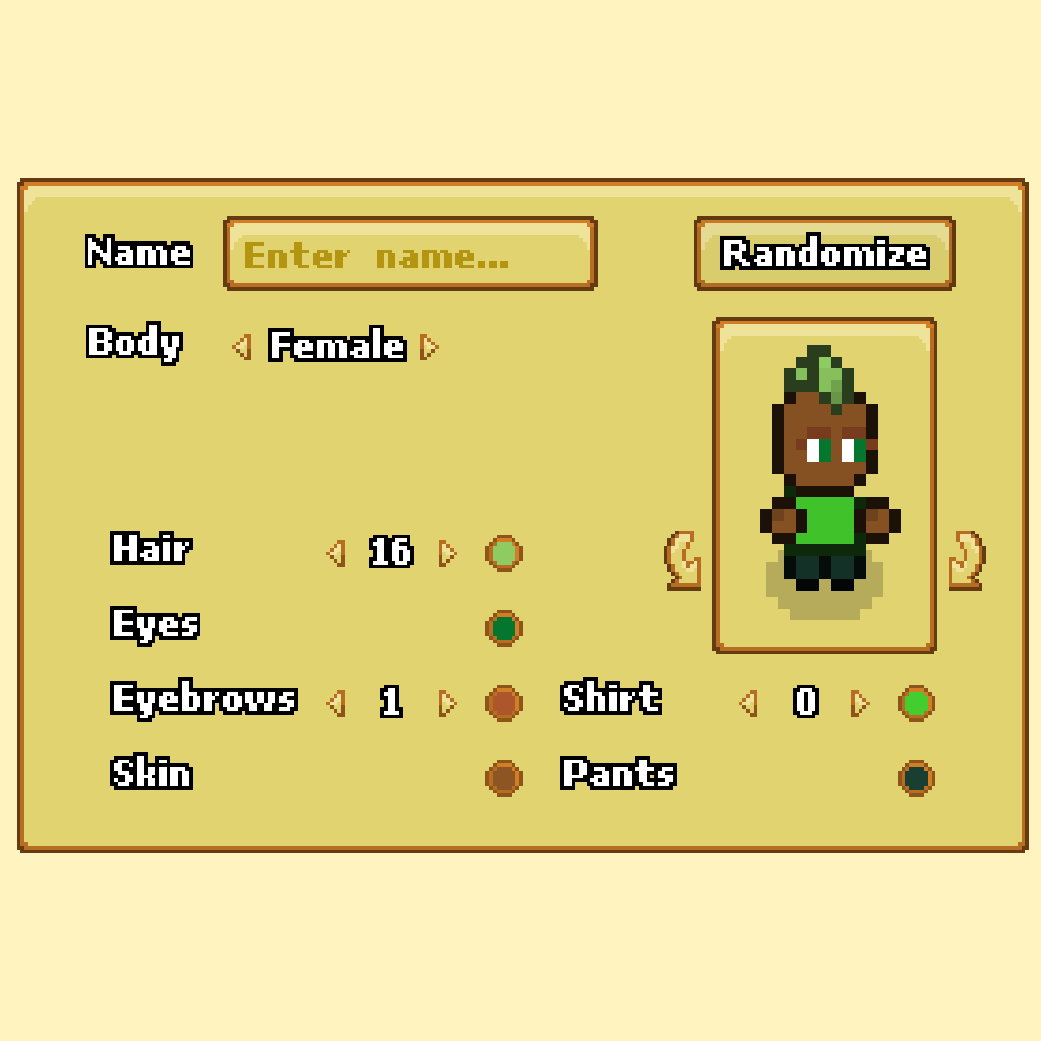 Name Enter name... Randomize
Body Female
Hair 16
Eyes
Eyebrows 1 Shirt 0
Skin Pants